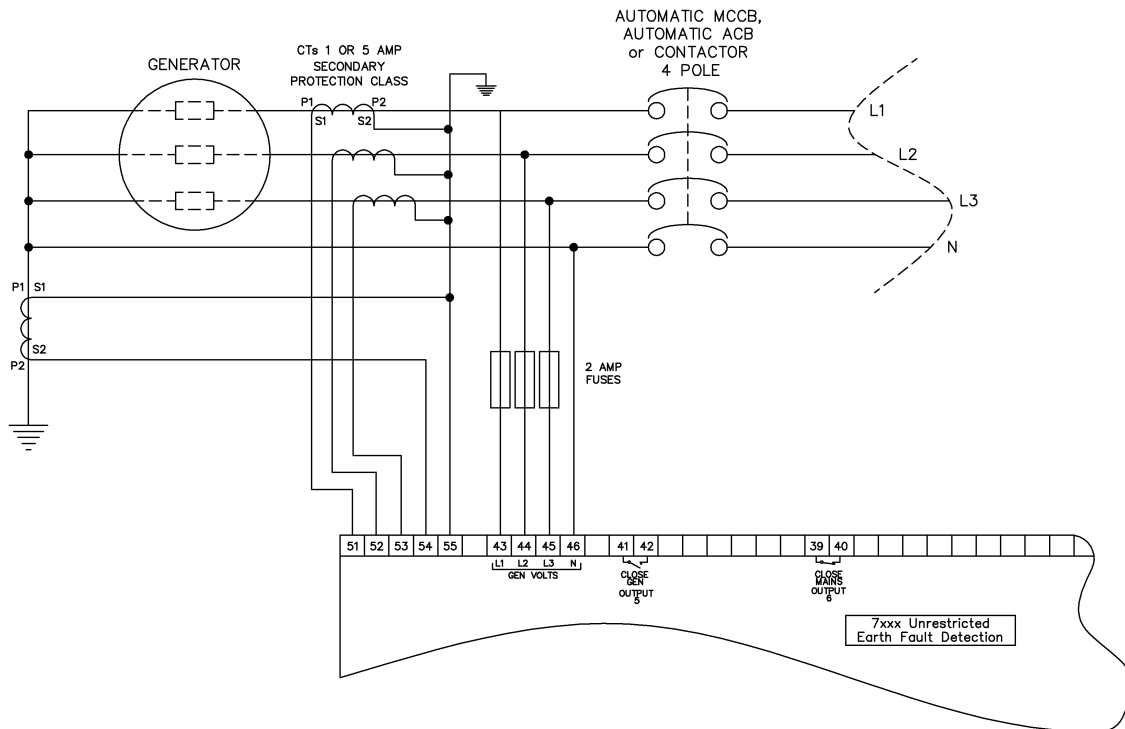 AUTOMATIC MCCB,
AUTOMATIC ACB
or CONTACTOR
4 POLE
CTs 1 OR 5 AMP
SECONDARY
PROTECTION CLASS
GENERATOR
P1
P2
S1
S2
L1
L2
L3
N
P1
S1
S2
P2
2 AMP
FUSES
51 52 53 54 55 43 44 45 46 41 42 39 40
L1 L2 L3 N
GEN VOLTS
CLOSE
GEN
OUTPUT
5
CLOSE
MAINS
OUTPUT
6
7xxx Unrestricted
Earth Fault Detection